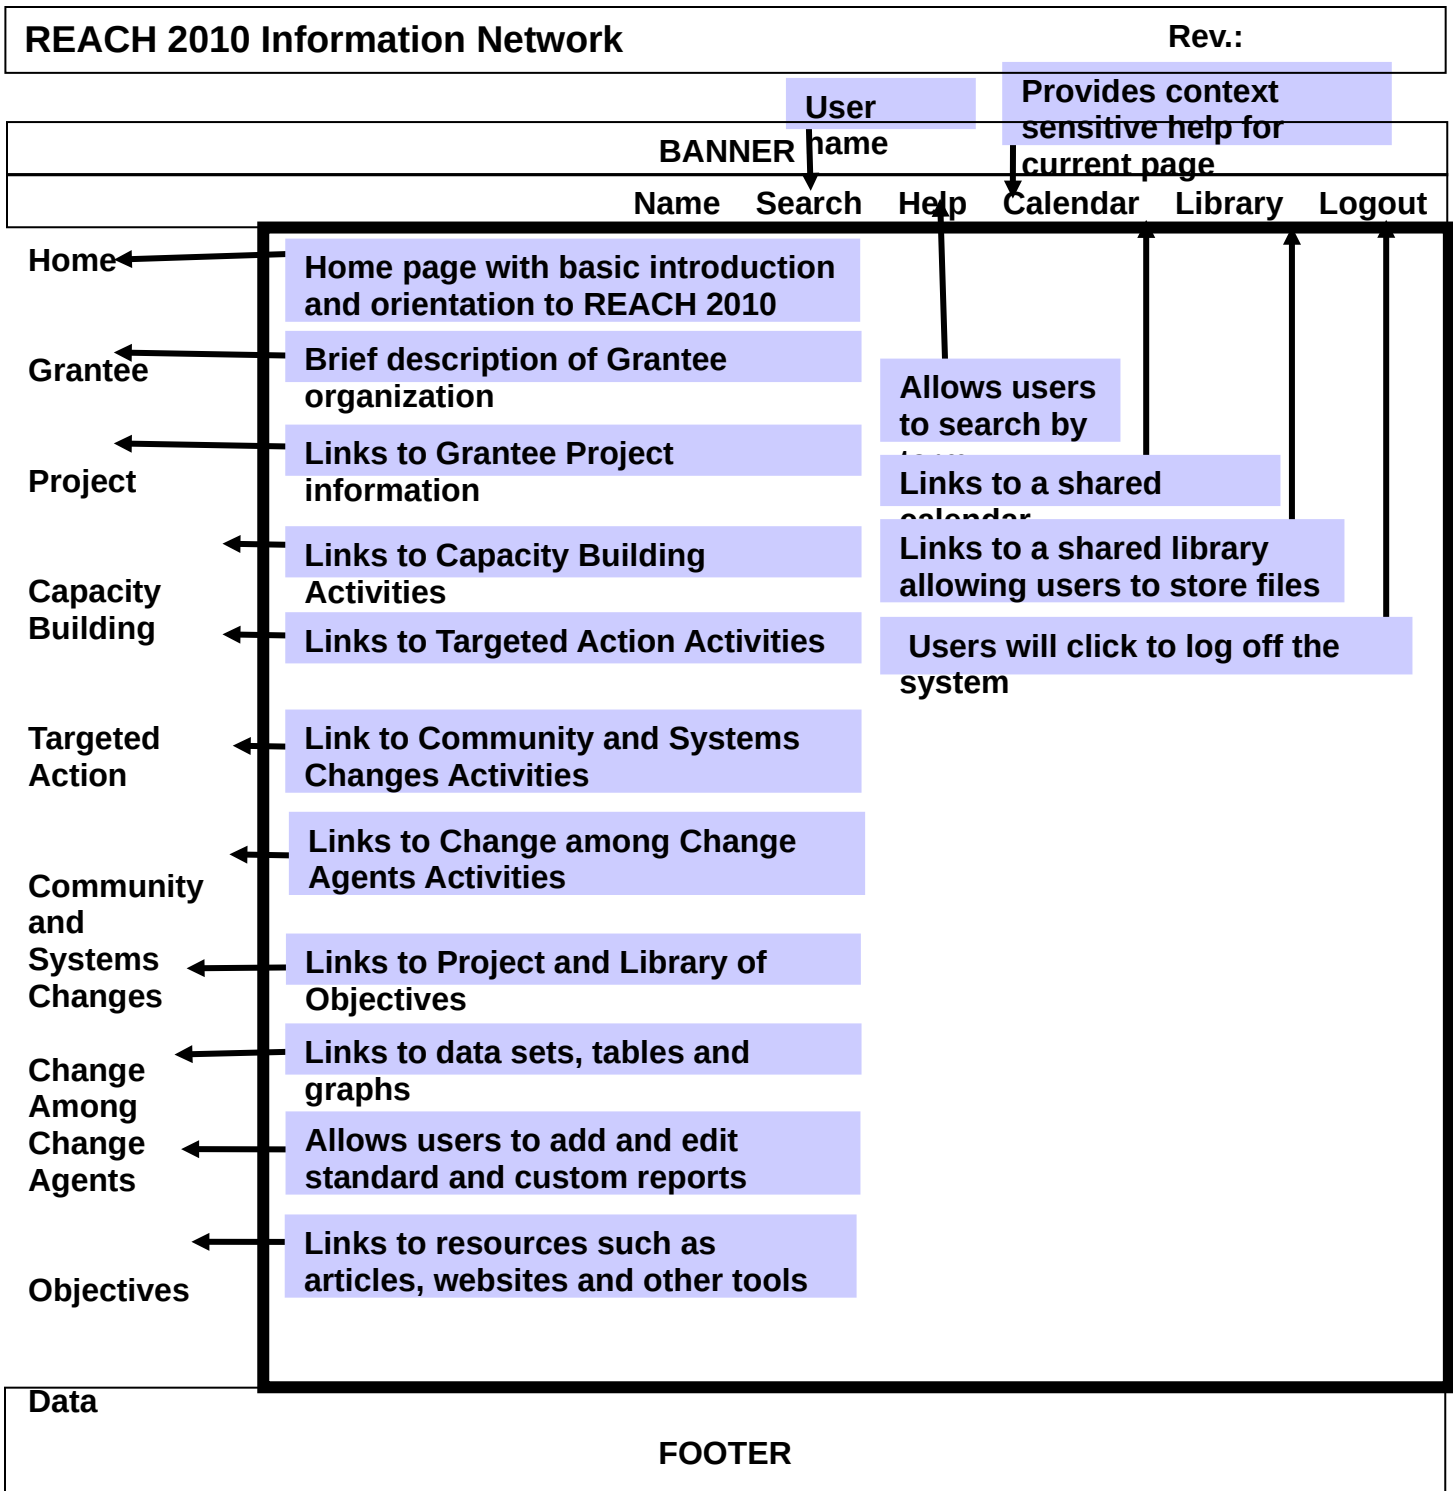 REACH 2010 Information Network
Rev.:
User
name
Provides context
sensitive help for
current page
BANNER
Name Search Help Calendar Library Logout
Home
Grantee
Project
Capacity
Building
Targeted
Action
Community
and
Systems
Changes
Change
Among
Change
Agents
Objectives
Data
Home page with basic introduction
and orientation to REACH 2010
Brief description of Grantee
organization
Links to Grantee Project
information
Links to Capacity Building
Activities
Links to Targeted Action Activities
Link to Community and Systems
Changes Activities
Links to Change among Change
Agents Activities
Links to Project and Library of
Objectives
Links to data sets, tables and
graphs
Allows users to add and edit
standard and custom reports
Links to resources such as
articles, websites and other tools
Allows users
to search by
Links to a shared
calendar
Links to a shared library
allowing users to store files
Users will click to log off the
system
FOOTER